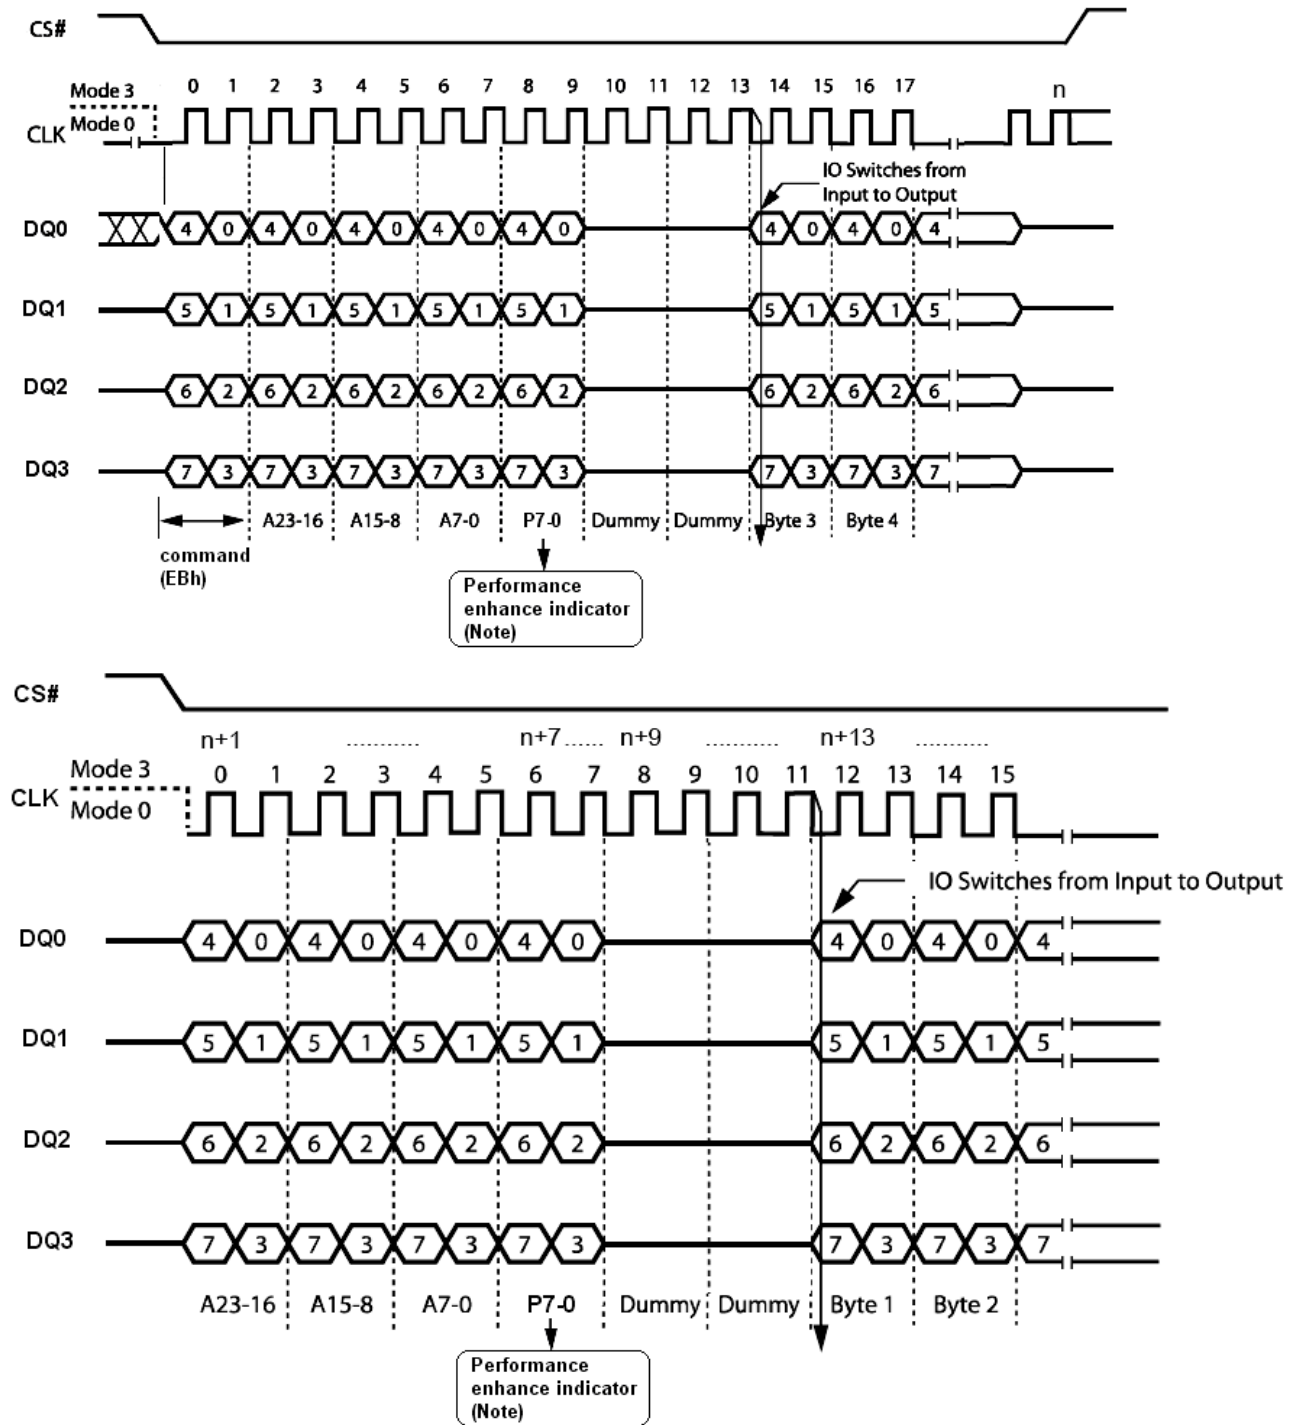 CS#
0 1 2 3 4 5 6 7 8 9 10 11 12 13 14 15 16 17 n
Mode 3
Mode 0
CLK
IO Switches from
Input to Output
DQ0 4 0 4 0 4 0 4 0 4 0 4 0 4 0 4
DQ1 5 1 5 1 5 1 5 1 5 1 5 1 5 1 5
DQ2 6 2 6 2 6 2 6 2 6 2 6 2 6 2 6
DQ3 7 3 7 3 7 3 7 3 7 3 7 3 7 3 7
A23-16 A15-8 A7-0 P7-0 Dummy Dummy Byte 3 Byte 4
command
(EBh)
Performance
enhance indicator
(Note)
CS#
n+1 ............ n+7 ...... n+9 ............ n+13 ............
Mode 3 0 1 2 3 4 5 6 7 8 9 10 11 12 13 14 15
CLK
Mode 0
IO Switches from Input to Output
DQ0 4 0 4 0 4 0 4 0 4 0 4 0 4
DQ1 5 1 5 1 5 1 5 1 5 1 5 1 5
DQ2 6 2 6 2 6 2 6 2 6 2 6 2 6
DQ3 7 3 7 3 7 3 7 3 7 3 7 3 7
A23-16 A15-8 A7-0 P7-0 Dummy Dummy Byte 1 Byte 2
Performance
enhance indicator
(Note)